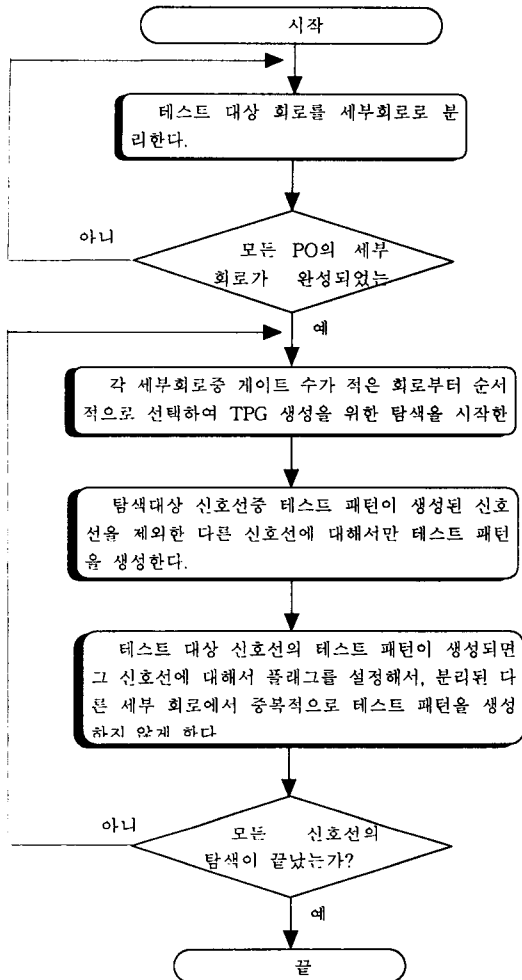 시작
테스트 대상 회로를 세부회로로 분
리한다.
아니
모든 PO의 세부
회로가 완성되었는
예
각 세부회로중 게이트 수가 적은 회로부터 순서
적으로 선택하여 TPG 생성을 위한 탐색을 시작한
탐색대상 신호선중 테스트 패턴이 생성된 신호
선을 제외한 다른 신호선에 대해서만 테스트 패턴
을 생성한다.
테스트 대상 신호선의 테스트 패턴이 생성되면
그 신호선에 대해서 플래그를 설정해서, 분리된 다
른 세부 회로에서 중복적으로 테스트 패턴을 생성
하지 않게 한다
아니
모든 신호선의
탐색이 끝났는가?
예
끝